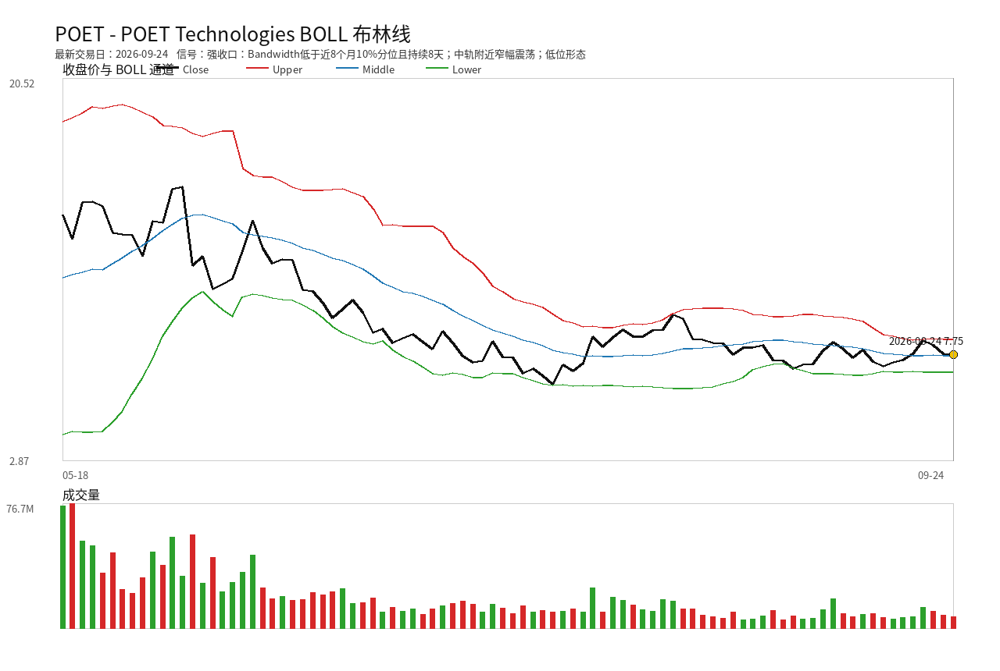 POET - POET Technologies BOLL 布林线
最新交易日：2026-09-24 信号：强收口：Bandwidth低于近8个月10%分位且持续8天；中轨附近窄幅震荡；低位形态
收盘价与 BOLL 通道 Close Upper Middle Lower
20.52
2026-09-24 7.75
2.87
05-18 09-24
成交量
76.7M